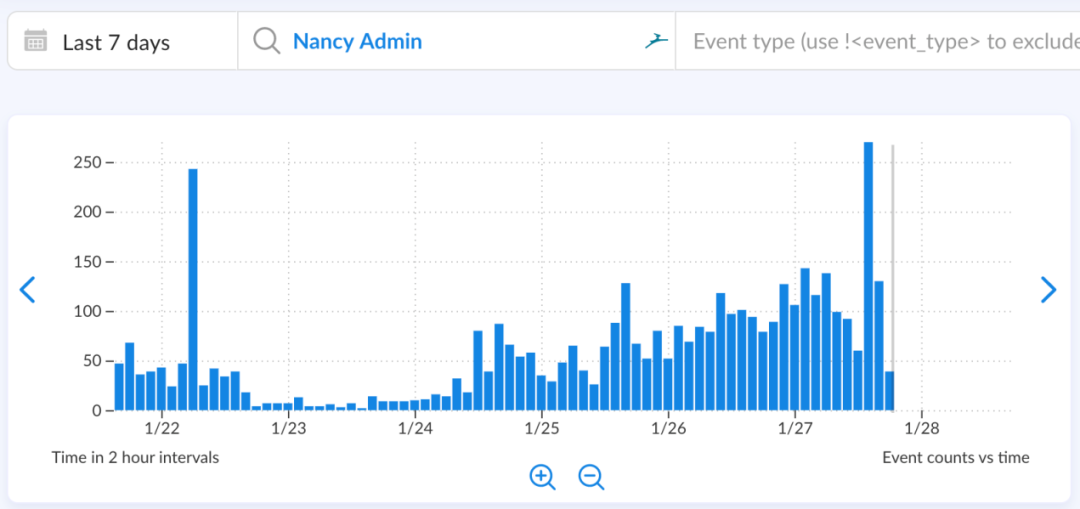 Last 7 days
Nancy Admin
Event type (use !<event_type> to exclude
250
200
150
100
50
0
1/22 1/23 1/24 1/25 1/26 1/27 1/28
Time in 2 hour intervals
Event counts vs time